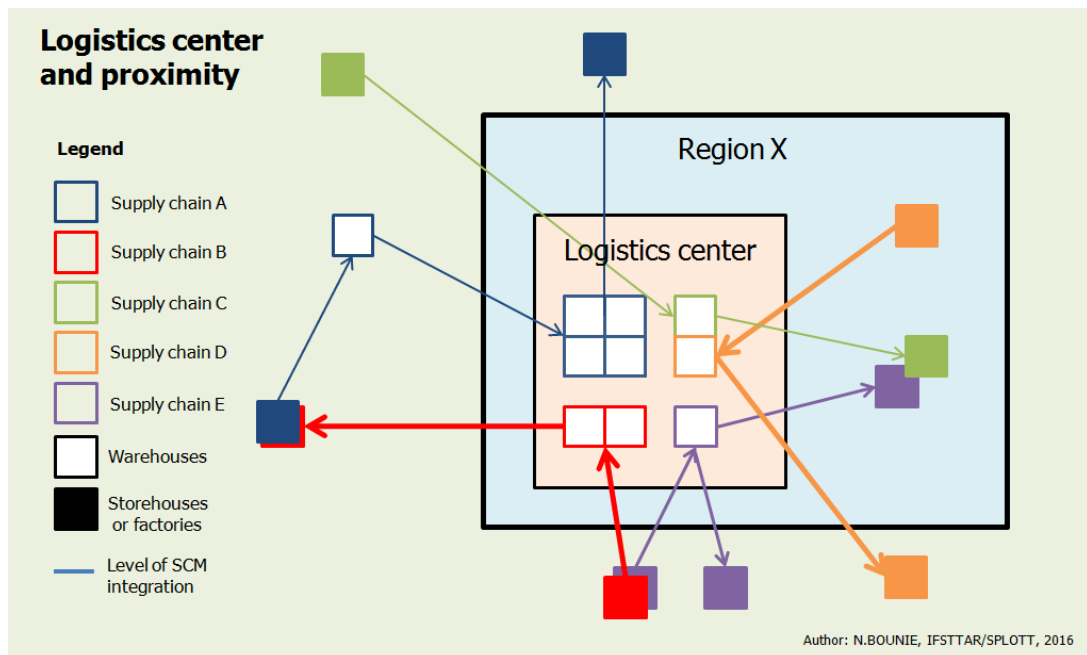 Logistics center
and proximity
Legend
Supply chain A
Supply chain B
Supply chain C
Supply chain D
Supply chain E
Warehouses
Storehouses
or factories
Level of SCM
integration
Region X
Logistics center
Author: N.BOUNIE, IFSTTAR/SPLOTT, 2016